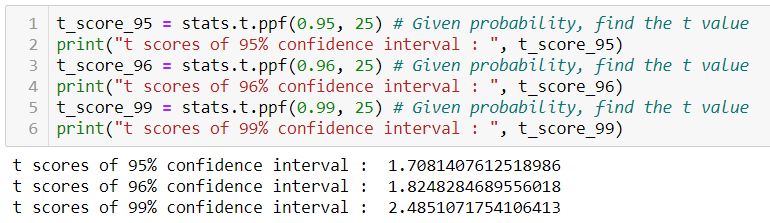 1 t_score_95 = stats.t.ppf(0.95, 25) # Given probability, find the t value
2 print("t scores of 95% confidence interval : ", t_score_95)
3 t_score_96 = stats.t.ppf(0.96, 25) # Given probability, find the t value
4 print("t scores of 96% confidence interval : ", t_score_96)
5 t_score_99 = stats.t.ppf(0.99, 25) # Given probability, find the t value
6 print("t scores of 99% confidence interval : ", t_score_99)
t scores of 95% confidence interval :  1.7081407612518986
t scores of 96% confidence interval :  1.8248284689556018
t scores of 99% confidence interval :  2.4851071754106413